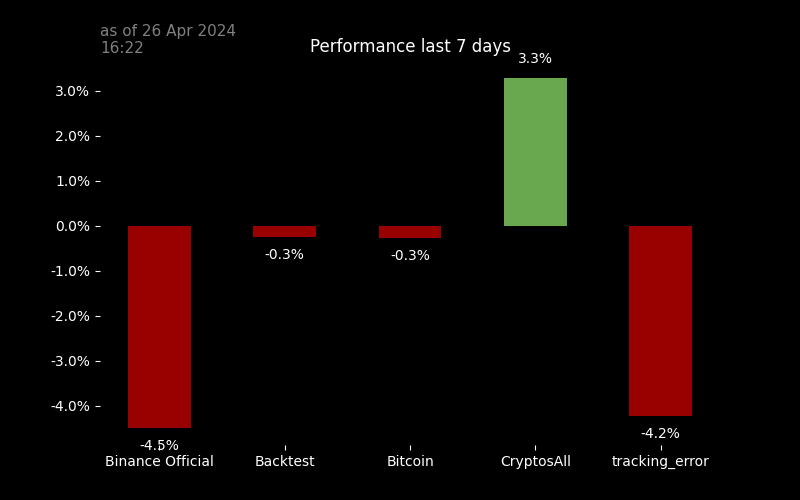 as of 26 Apr 2024
16:22
Performance last 7 days
3.3%
3.0%
2.0%
1.0%
0.0%
-0.3%
-0.3%
-1.0%
-2.0%
-3.0%
-4.0%
-4.2%
-4.5%
Binance Official
Backtest
Bitcoin
CryptosAll
tracking_error